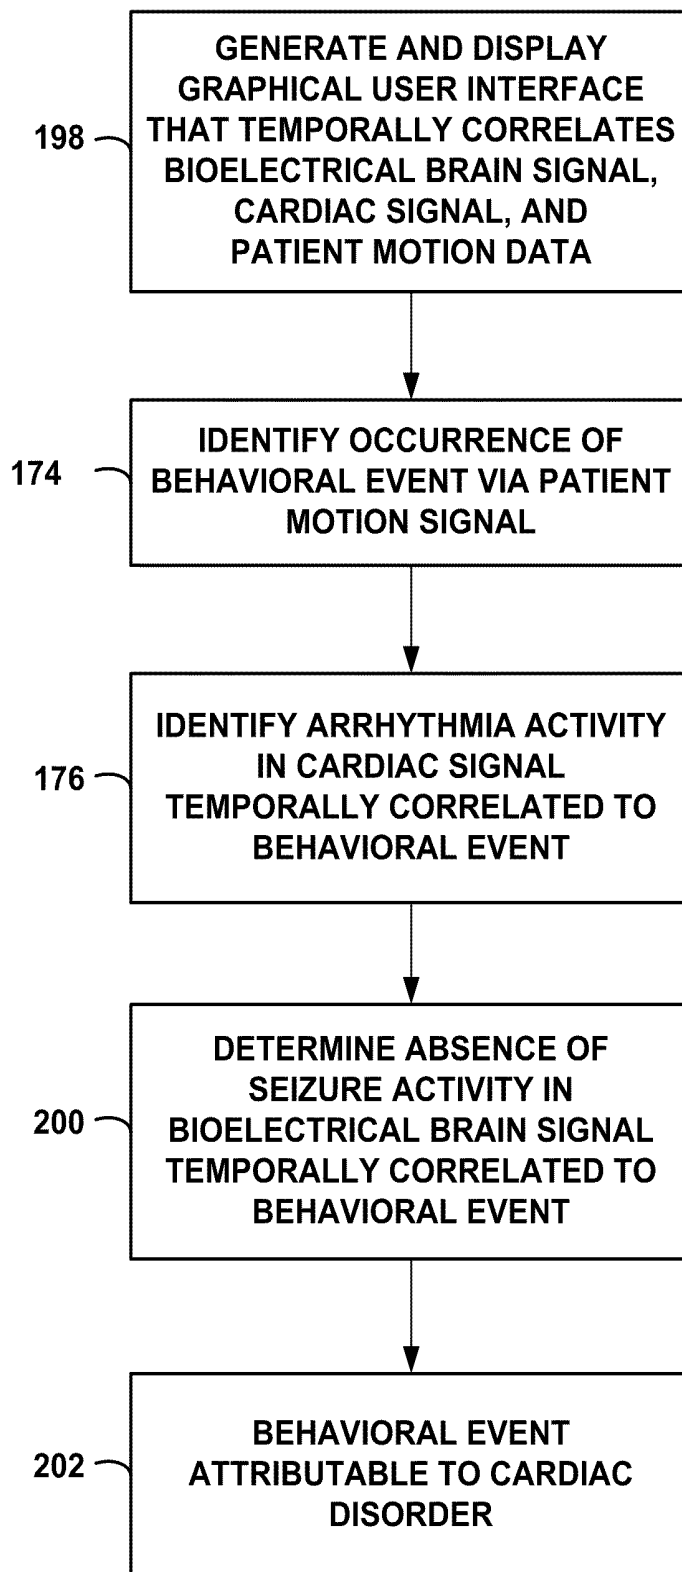 GENERATE AND DISPLAY
GRAPHICAL USER INTERFACE
THAT TEMPORALLY CORRELATES
198
BIOELECTRICAL BRAIN SIGNAL,
CARDIAC SIGNAL, AND
PATIENT MOTION DATA
IDENTIFY OCCURRENCE OF
174
BEHAVIORAL EVENT VIA PATIENT
MOTION SIGNAL
IDENTIFY ARRHYTHMIA ACTIVITY
IN CARDIAC SIGNAL
176
TEMPORALLY CORRELATED TO
BEHAVIORAL EVENT
DETERMINE ABSENCE OF
SEIZURE ACTIVITY IN
200
BIOELECTRICAL BRAIN SIGNAL
TEMPORALLY CORRELATED TO
BEHAVIORAL EVENT
BEHAVIORAL EVENT
202
ATTRIBUTABLE TO CARDIAC
DISORDER